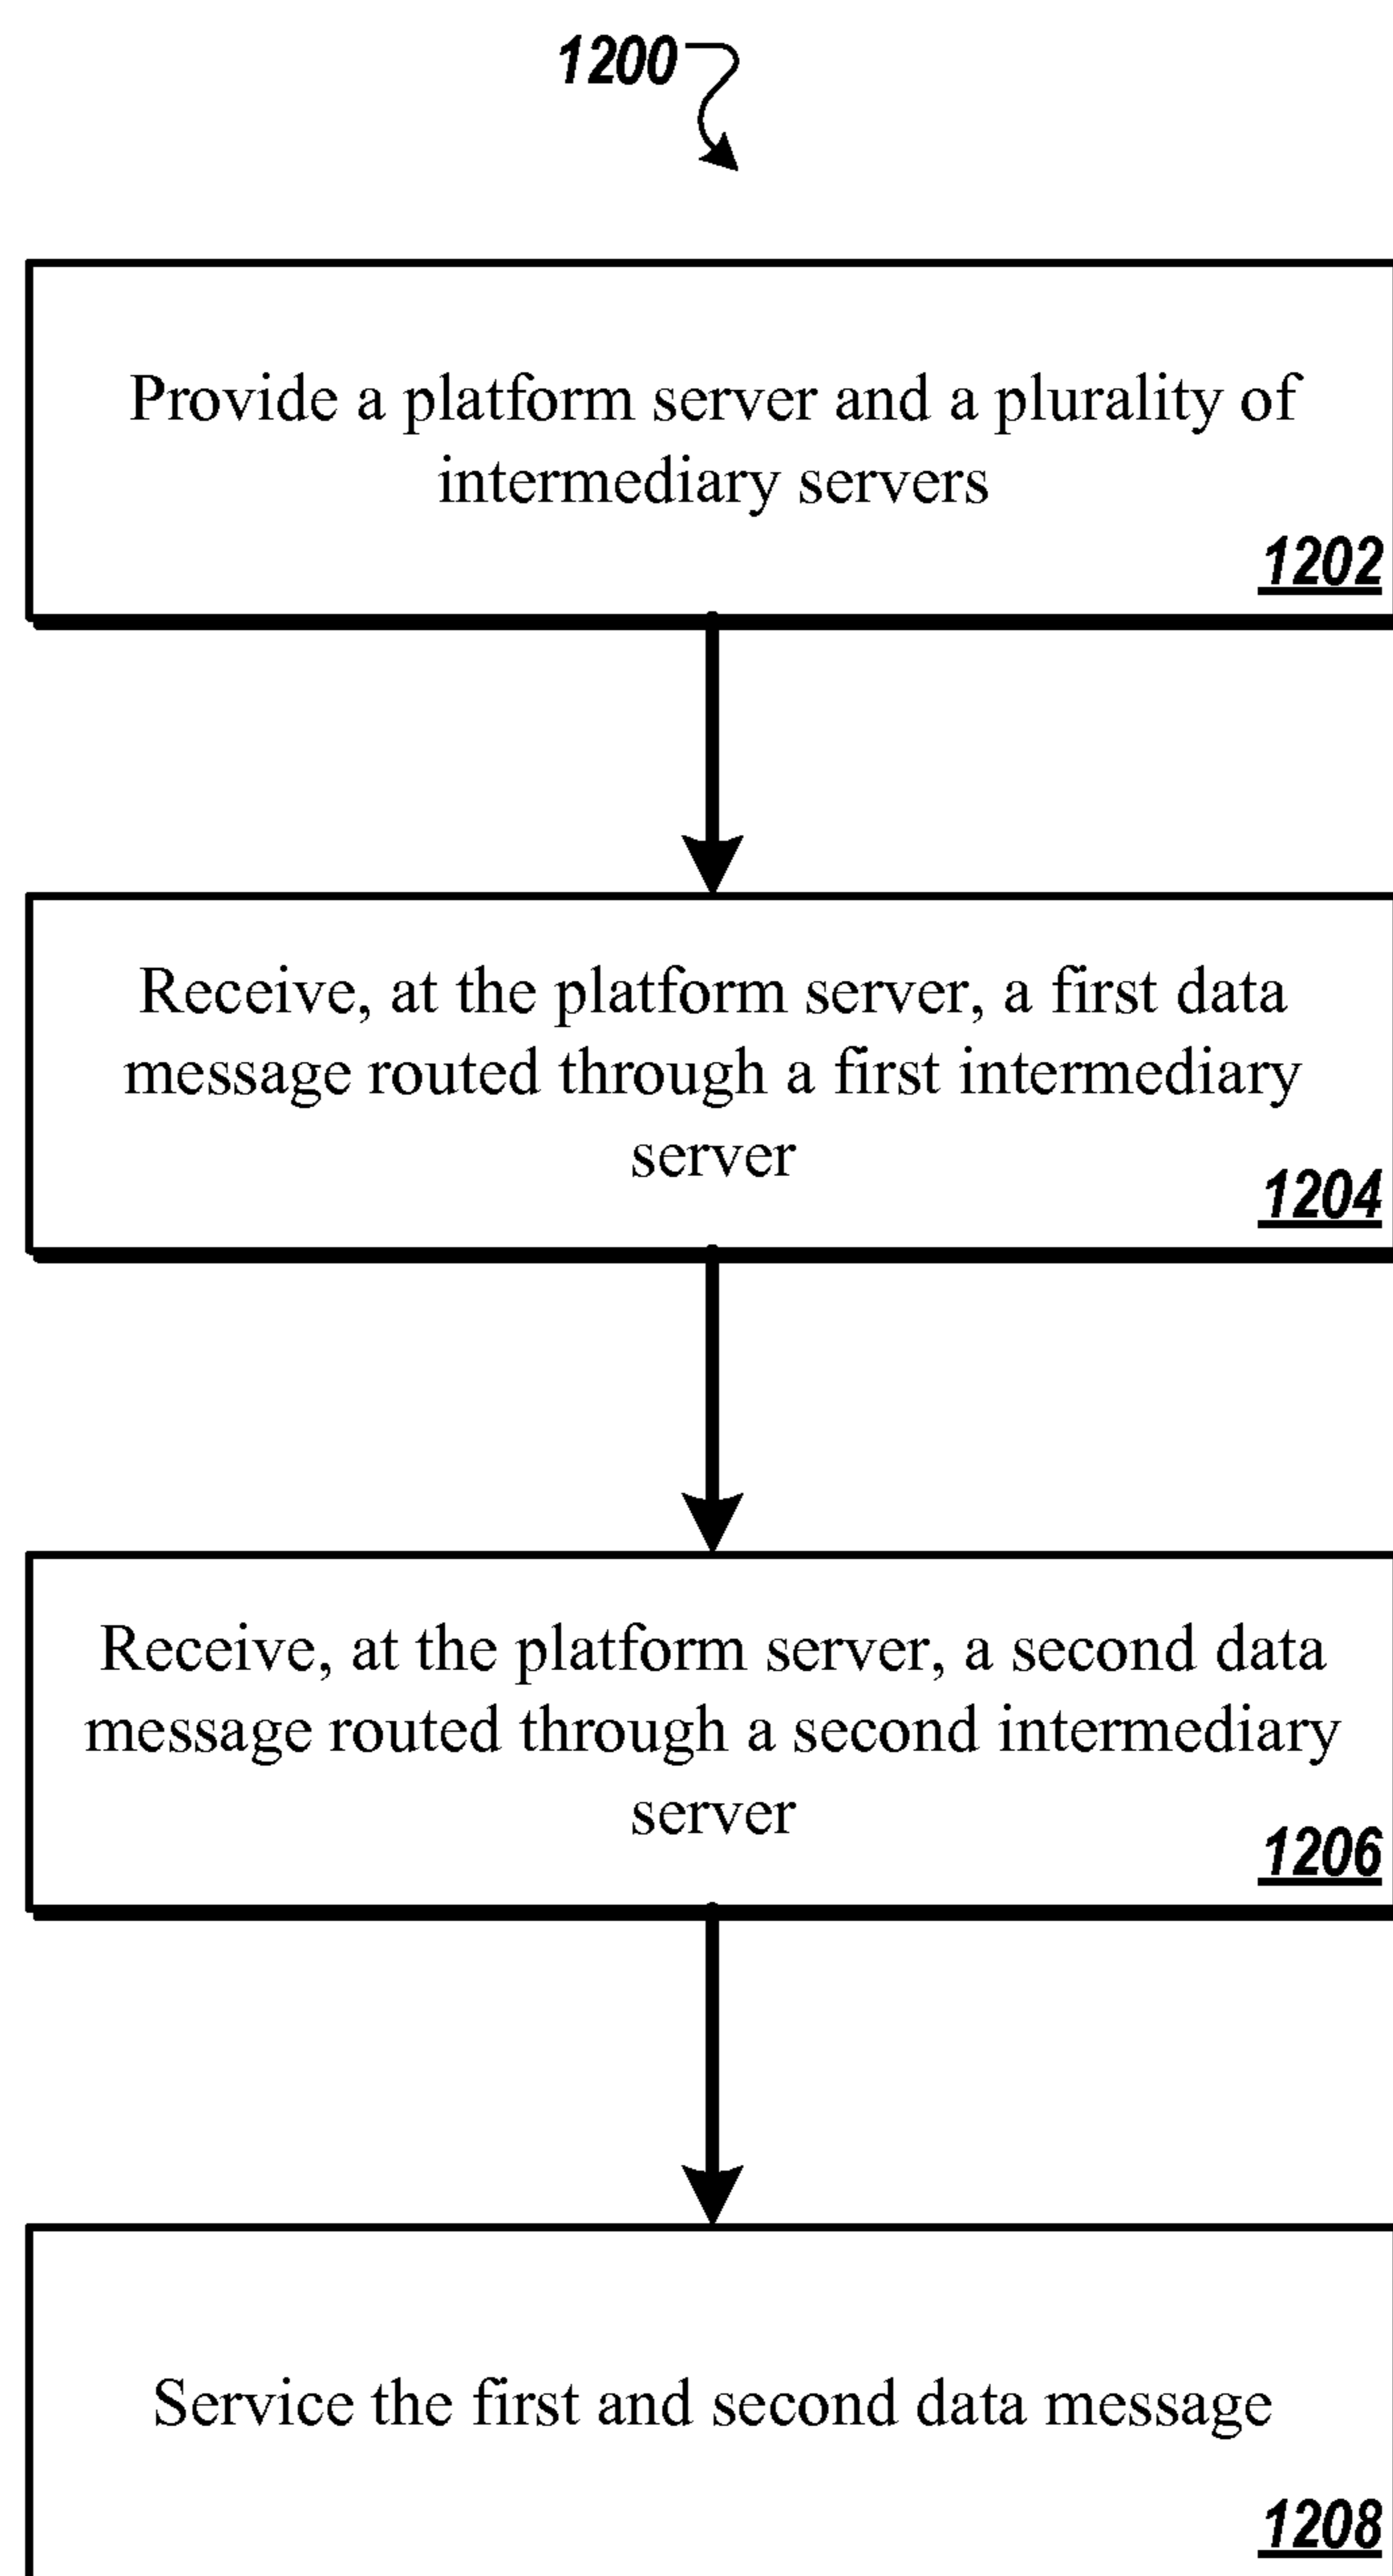 1200
Provide a platform server and a plurality of
intermediary servers
1202
Receive, at the platform server, a first data
message routed through a first intermediary
server
1204
Receive, at the platform server, a second data
message routed through a second intermediary
server
1206
Service the first and second data message
1208